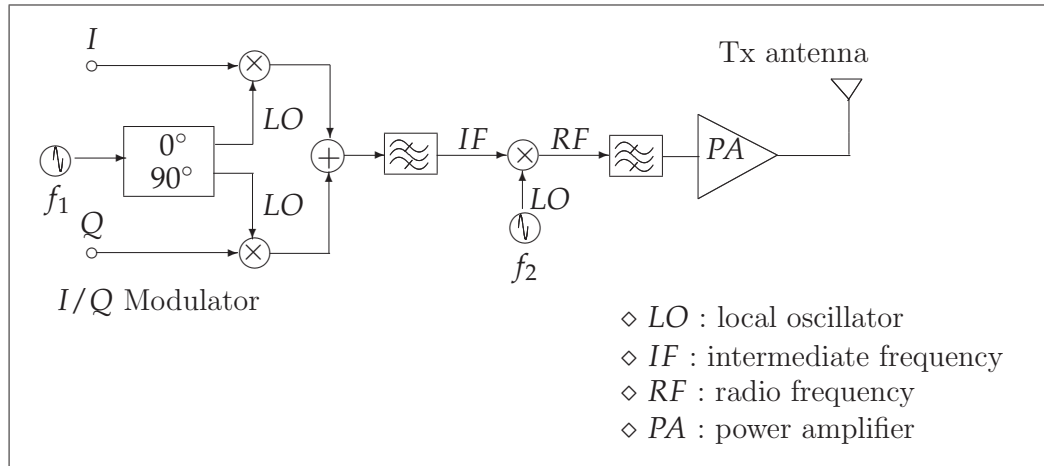 I
Tx antenna
LO
0°
90°
IF
RF
PA
f1
LO
LO
Q
f2
I/Q Modulator
◇ LO : local oscillator
◇ IF : intermediate frequency
◇ RF : radio frequency
◇ PA : power amplifier